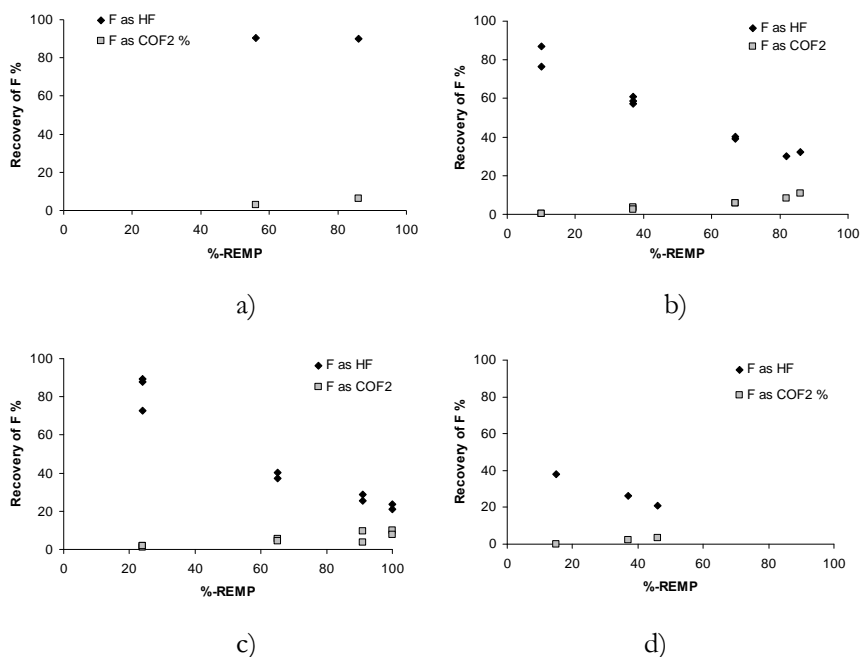 F as HF
F as COF2 %
Recovery of F %
100
80
60
40
20
0
0 20 40 60 80 100
%-REMP
a)
F as HF
F as COF2
Recovery of F %
100
80
60
40
20
0
0 20 40 60 80 100
%-REMP
b)
F as HF
F as COF2
Recovery of F %
100
80
60
40
20
0
0 20 40 60 80 100
%-REMP
c)
F as HF
F as COF2 %
Recovery of F %
100
80
60
40
20
0
0 20 40 60 80 100
%-REMP
d)